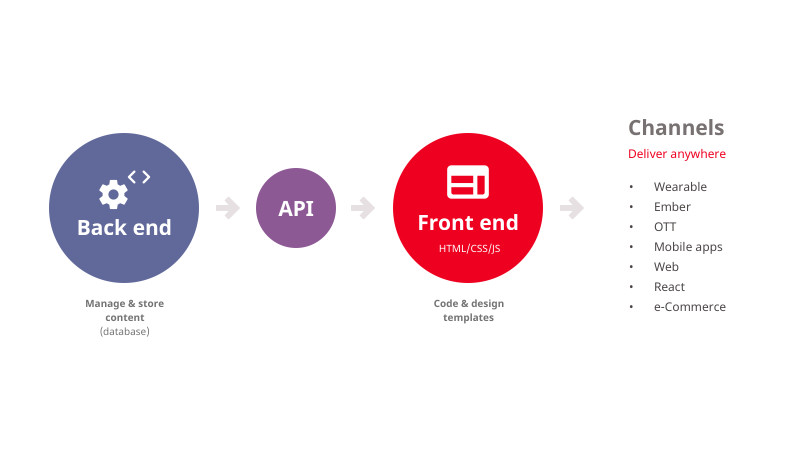 Back end
Manage & store
content
(database)
API
Front end
HTML/CSS/JS
Code & design
templates
Channels
Deliver anywhere
• Wearable
• Ember
• OTT
• Mobile apps
• Web
• React
• e-Commerce